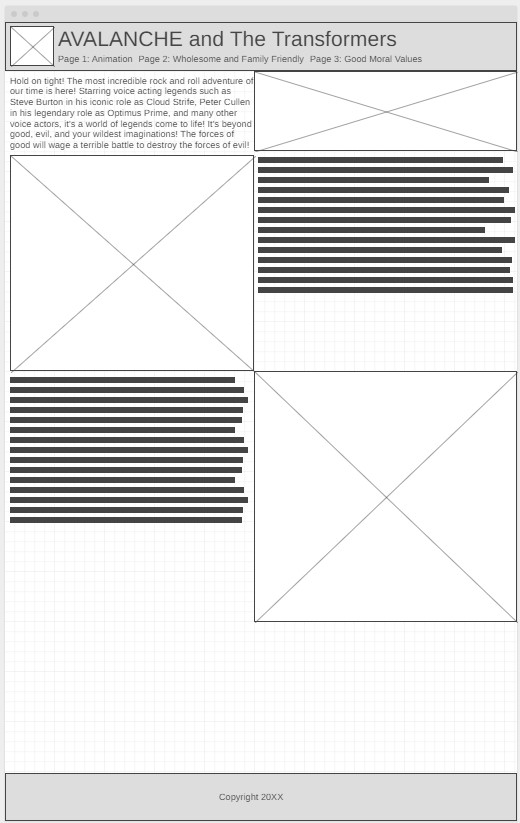 AVALANCHE and The Transformers
Page 1: Animation  Page 2: Wholesome and Family Friendly  Page 3: Good Moral Values
Hold on tight! The most incredible rock and roll adventure of
our time is here! Starring voice acting legends such as
Steve Burton in his iconic role as Cloud Strife, Peter Cullen
in his legendary role as Optimus Prime, and many other
voice actors, it's a world of legends come to life! It's beyond
good, evil, and your wildest imaginations! The forces of
good will wage a terrible battle to destroy the forces of evil!
Copyright 20XX